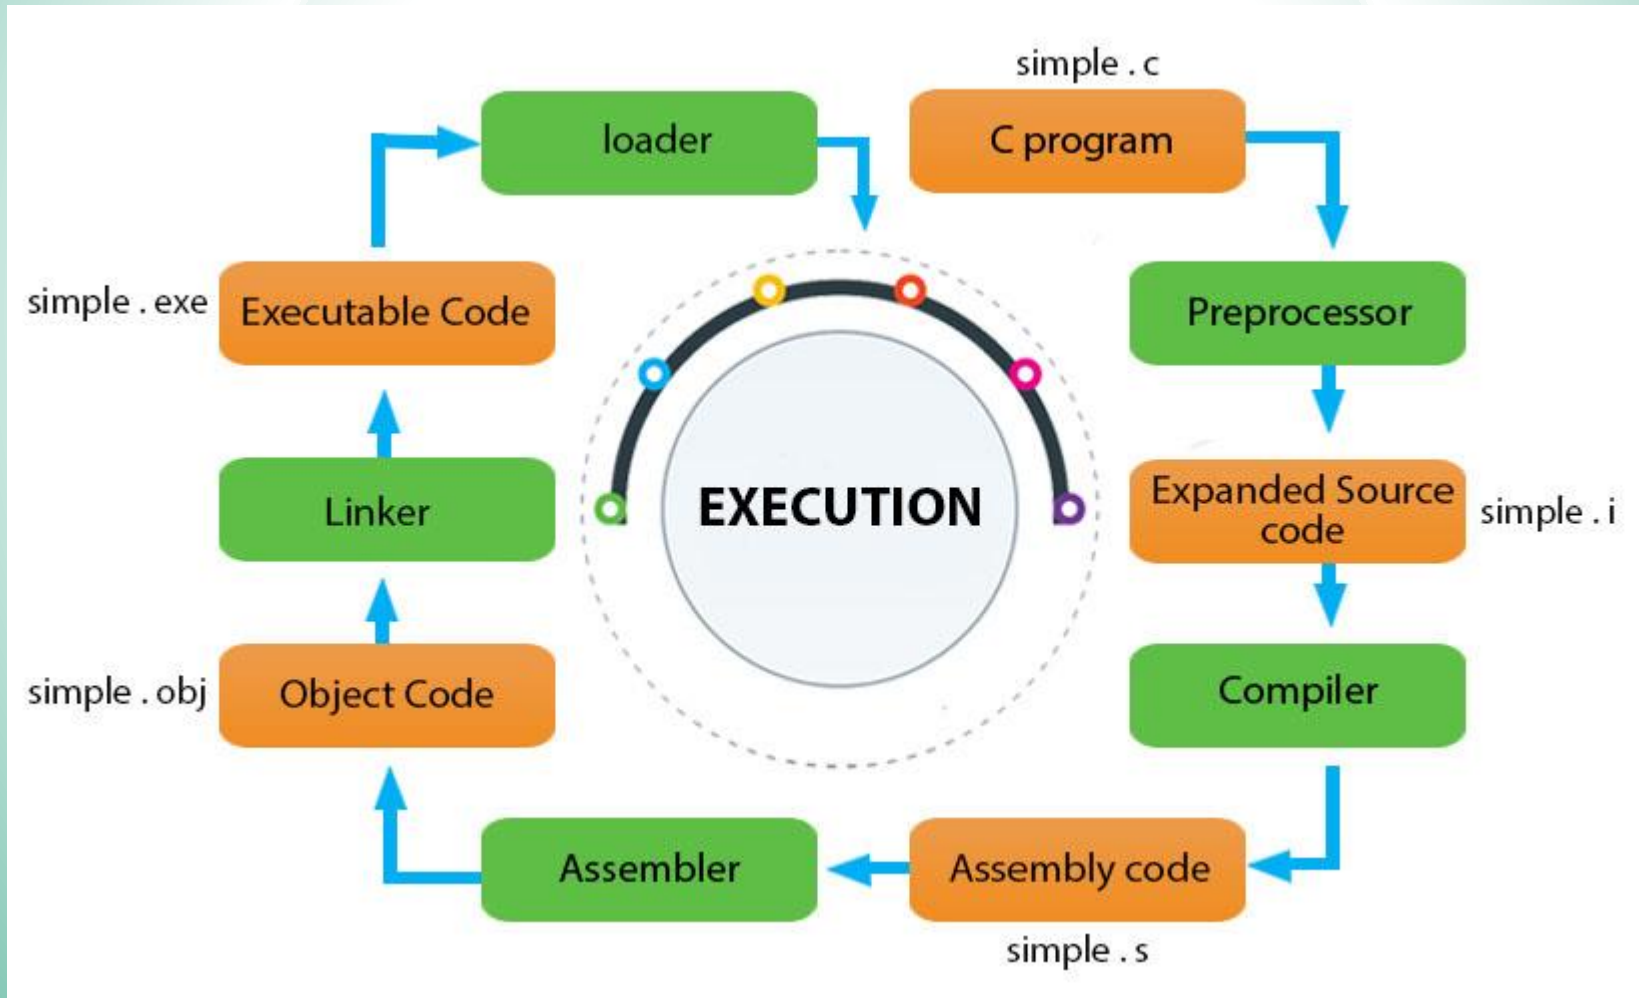 simple . c
C program
Preprocessor
Expanded Source
code
simple . i
Compiler
Assembly code
simple . s
Assembler
Object Code
simple . obj
Linker
Executable Code
simple . exe
loader
EXECUTION